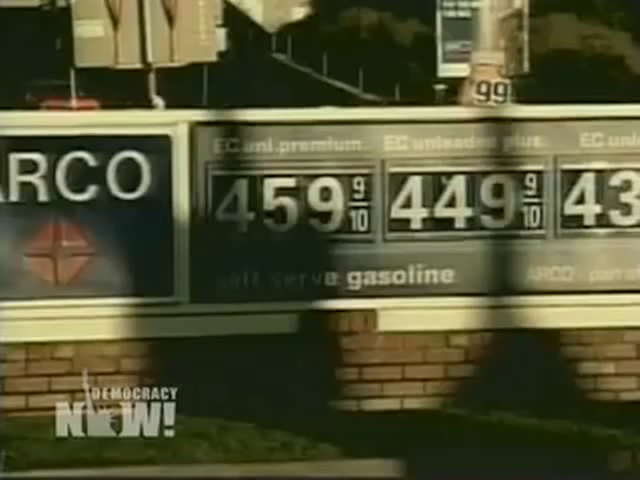 99
EC unl.premium EC unleaded plus EC unl
ARCO 459 9/10 449 9/10 43
self serve gasoline ARCO
DEMOCRACY
NOW!